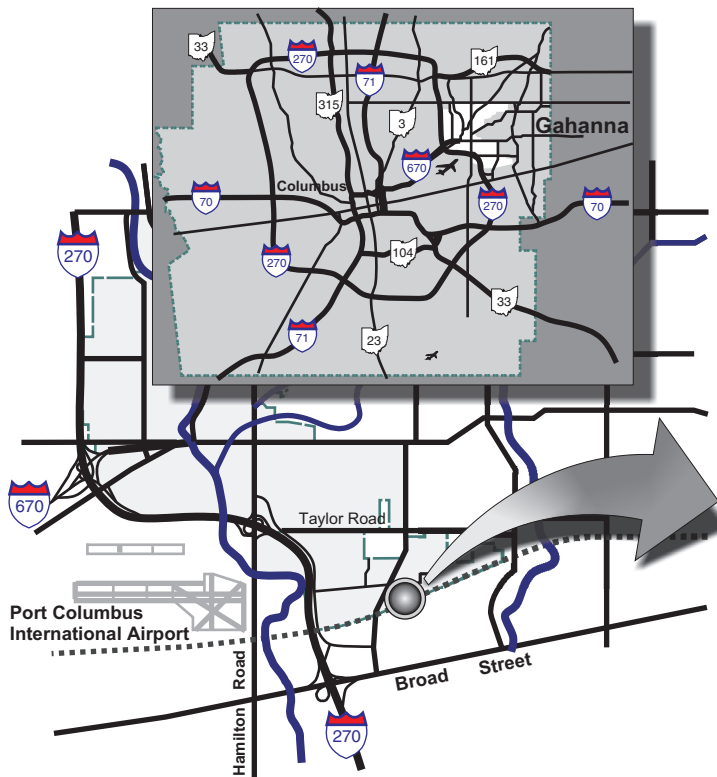 33
270
161
71
315
3
Gahanna
670
Columbus
70
270
70
104
270
33
71
23
270
670
Taylor Road
Port Columbus
International Airport
Broad Street
Hamilton Road
270